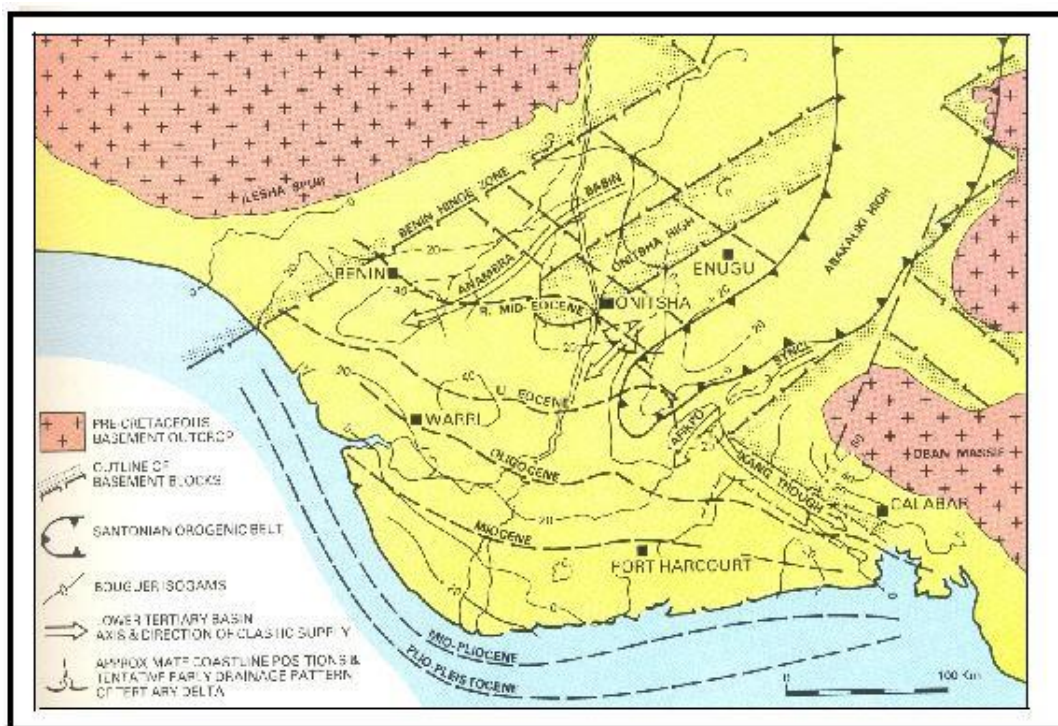 ILESHA SPUR
BENIN HINGE ZONE
BENIN
ANAMBRA BASIN
ONITSHA HIGH
ENUGU
ONITSHA
ABAKALIKI HIGH
MID-EOCENE
U. EOCENE
WARRI
OLIGOCENE
MIOCENE
PORT HARCOURT
AFIKPO
SYNCL
IKANG THOUGH
OBAN MASSIF
CALABAR
MIO-PLIOCENE
PLIO-PLEISTOCENE
PRE-CRETACEOUS
BASEMENT OUTCROP
OUTLINE OF
BASEMENT BLOCKS
SANTONIAN OROGENIC BELT
BOUGUER ISOGAMS
LOWER TERTIARY BASIN
AXIS & DIRECTION OF CLASTIC SUPPLY
APPROXIMATE COASTLINE POSITIONS &
TENTATIVE EARLY DRAINAGE PATTERN
OF TERTIARY DELTA
0 100 Km